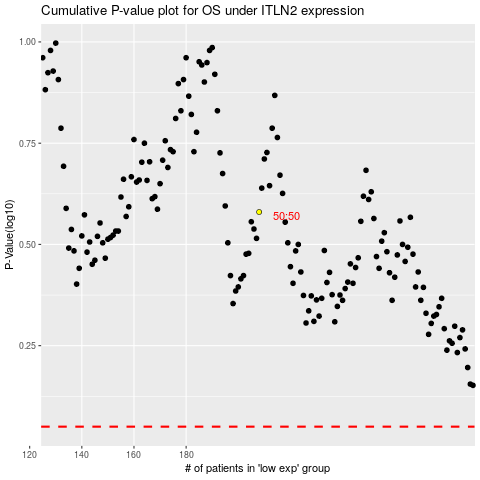 Cumulative P-value plot for OS under ITLN2 expression
1.00
0.75
0.50
0.25
P-Value(log10)
50:50
120 140 160 180
# of patients in 'low exp' group